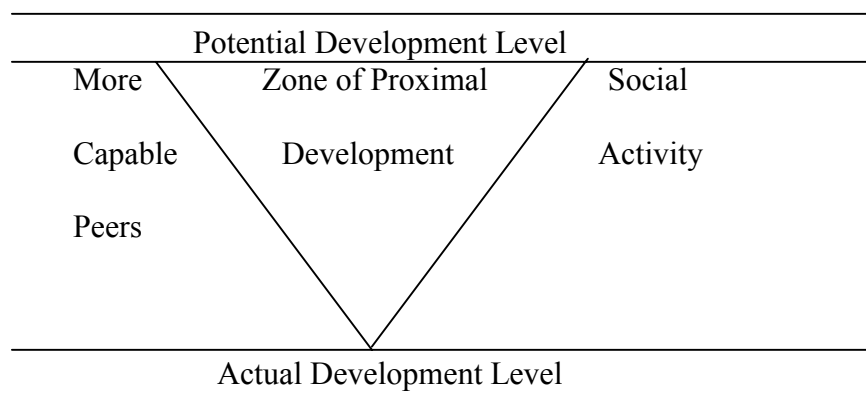 Potential Development Level
More Zone of Proximal Social
Capable Development Activity
Peers
Actual Development Level